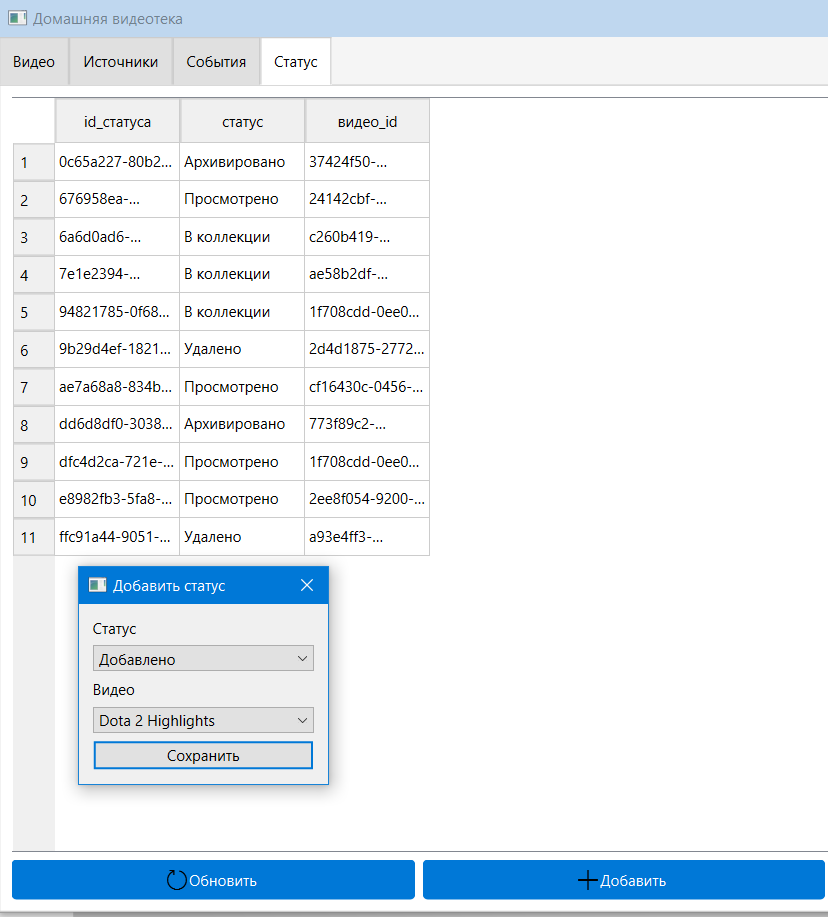 Домашняя видеотека
Видео Источники События Статус
id_статуса статус видео_id
1 0c65a227-80b2... Архивировано 37424f50-...
2 676958ea-... Просмотрено 24142cbf-...
3 6a6d0ad6-... В коллекции c260b419-...
4 7e1e2394-... В коллекции ae58b2df-...
5 94821785-0f68... В коллекции 1f708cdd-0ee0...
6 9b29d4ef-1821... Удалено 2d4d1875-2772...
7 ae7a68a8-834b... Просмотрено cf16430c-0456-...
8 dd6d8df0-3038... Архивировано 773f89c2-...
9 dfc4d2ca-721e-... Просмотрено 1f708cdd-0ee0...
10 e8982fb3-5fa8-... Просмотрено 2ee8f054-9200-...
11 ffc91a44-9051-... Удалено a93e4ff3-...
Добавить статус
Статус
Добавлено
Видео
Dota 2 Highlights
Сохранить
Обновить Добавить